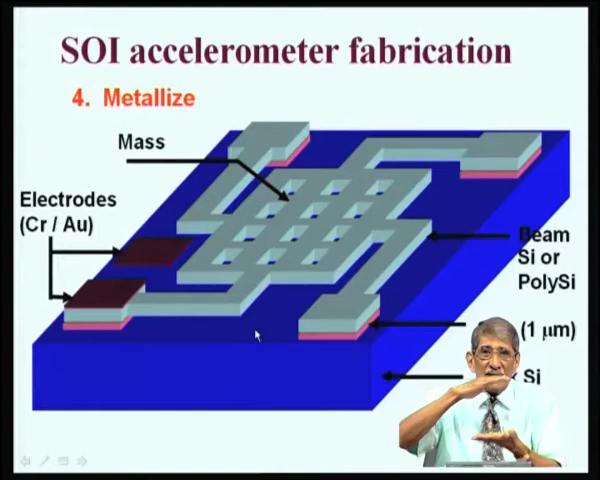 SOI accelerometer fabrication
4. Metallize
Mass
Electrodes
(Cr / Au)
Beam
Si or
PolySi
(1 μm)
Si